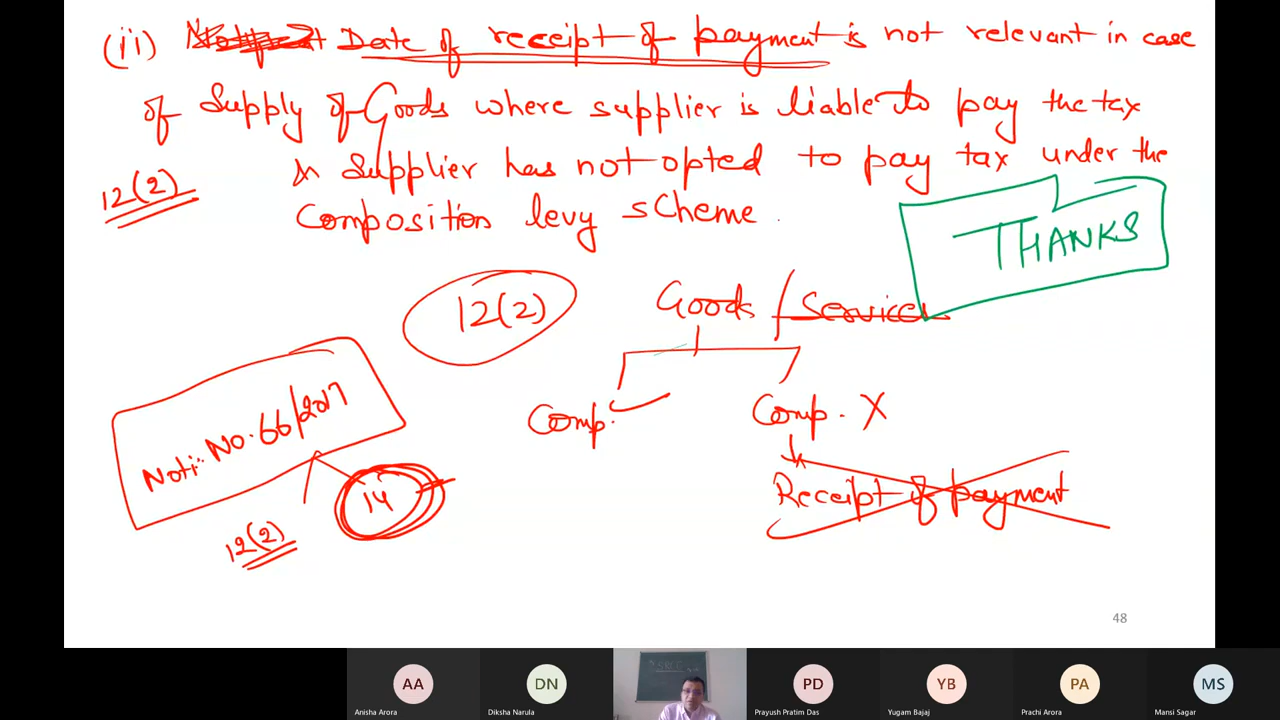 (ii) Date of receipt of payment is not relevant in case
of Supply of Goods where supplier is liable to pay the tax
& Supplier has not opted to pay tax under the
12(2)
Composition levy scheme.
THANKS
12(2)
Goods / Services
Noti: No. 66/2017
Comp.
Comp. X
Receipt of payment
12(2)
14
48
AA
DN
PD
YB
PA
MS
Anisha Arora
Diksha Narula
Prayush Pratim Das
Yugam Bajaj
Prachi Arora
Mansi Sagar